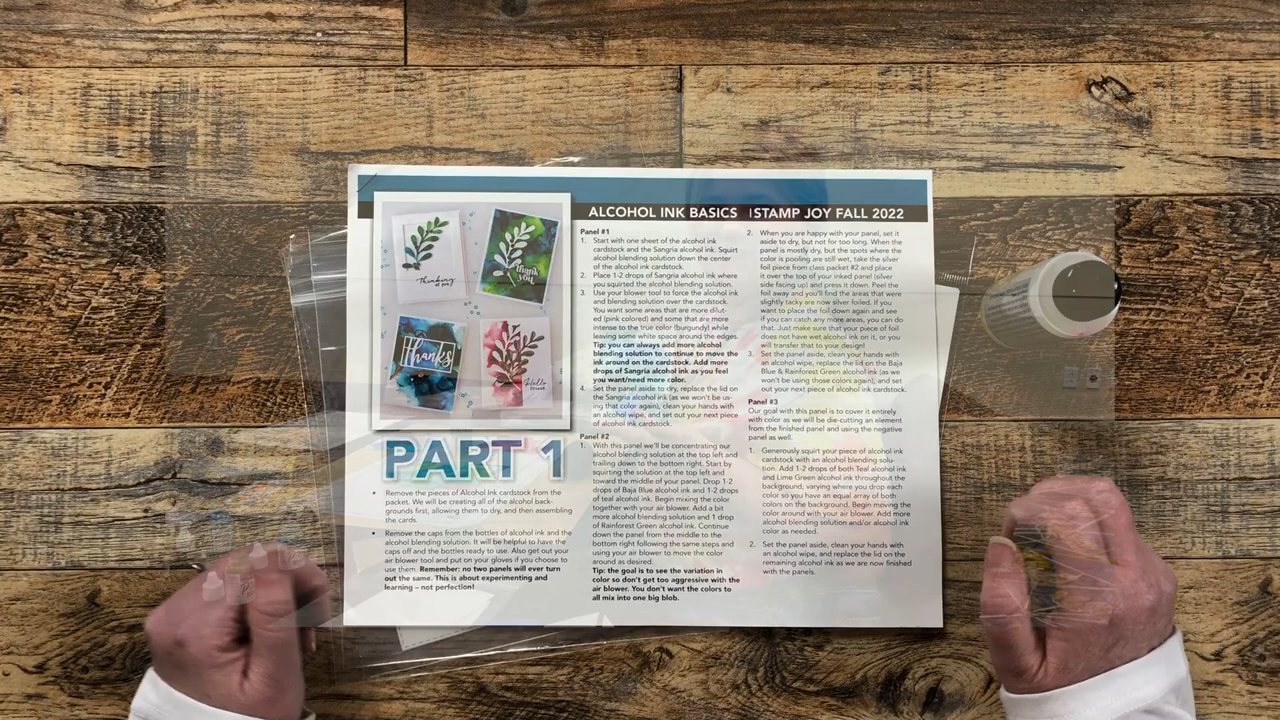 ALCOHOL INK BASICS | STAMP JOY FALL 2022
Thinking
of you
thank
you
Thanks
Hello
PART 1
• Remove the pieces of Alcohol Ink cardstock from the
packet. We will be creating all of the alcohol back-
grounds first, allowing them to dry, and then assembling
the cards.
• Remove the caps from the bottles of alcohol ink and the
alcohol blending solution. It will be helpful to have the
caps off and the bottles ready to use. Also get out your
air blower tool and put on your gloves if you choose to
use them. Remember: no two panels will ever turn
out the same. This is about experimenting and
learning – not perfection!
Panel #1
1. Start with one sheet of the alcohol ink
cardstock and the Sangria alcohol ink. Squirt
alcohol blending solution down the center
of the alcohol ink cardstock.
2. Place 1-2 drops of Sangria alcohol ink where
you squirted the alcohol blending solution.
3. Use your blower tool to force the alcohol ink
and blending solution over the cardstock.
You want some areas that are more dilut-
ed (pink colored) and some that are more
intense to the true color (burgundy) while
leaving some white space around the edges.
Tip: you can always add more alcohol
blending solution to continue to move the
ink around on the cardstock. Add more
drops of Sangria alcohol ink as you feel
you want/need more color.
4. Set the panel aside to dry, replace the lid on
the Sangria alcohol ink (as we won't be us-
ing that color again), clean your hands with
an alcohol wipe, and set out your next piece
of alcohol ink cardstock.
Panel #2
1. With this panel we'll be concentrating our
alcohol blending solution at the top left and
trailing down to the bottom right. Start by
squirting the solution at the top left and
toward the middle of your panel. Drop 1-2
drops of Baja Blue alcohol ink and 1-2 drops
of teal alcohol ink. Begin mixing the color
together with your air blower. Add a bit
more alcohol blending solution and 1 drop
of Rainforest Green alcohol ink. Continue
down the panel from the middle to the
bottom right following the same steps and
using your air blower to move the color
around as desired.
Tip: the goal is to see the variation in
color so don't get too aggressive with the
air blower. You don't want the colors to
all mix into one big blob.
2. When you are happy with your panel, set it
aside to dry, but not for too long. When the
panel is mostly dry, but the spots where the
color is pooling are still wet, take the silver
foil piece from class packet #2 and place
it over the top of your inked panel (silver
side facing up) and press it down. Peel the
foil away and you'll find the areas that were
slightly tacky are now silver foiled. If you
want to place the foil down again and see
if you can catch any more areas, you can do
that. Just make sure that your piece of foil
does not have wet alcohol ink on it, or you
will transfer that to your design!
3. Set the panel aside, clean your hands with
an alcohol wipe, replace the lid on the Baja
Blue & Rainforest Green alcohol ink (as we
won't be using those colors again), and set
out your next piece of alcohol ink cardstock.
Panel #3
Our goal with this panel is to cover it entirely
with color as we will be die-cutting an element
from the finished panel and using the negative
panel as well.
1. Generously squirt your piece of alcohol ink
cardstock with an alcohol blending solu-
tion. Add 1-2 drops of both Teal alcohol ink
and Lime Green alcohol ink throughout the
background, varying where you drop each
color so you have an equal array of both
colors on the background. Begin moving the
color around with your air blower. Add more
alcohol blending solution and/or alcohol ink
color as needed.
2. Set the panel aside, clean your hands with
an alcohol wipe, and replace the lid on the
remaining alcohol ink as we are now finished
with the panels.